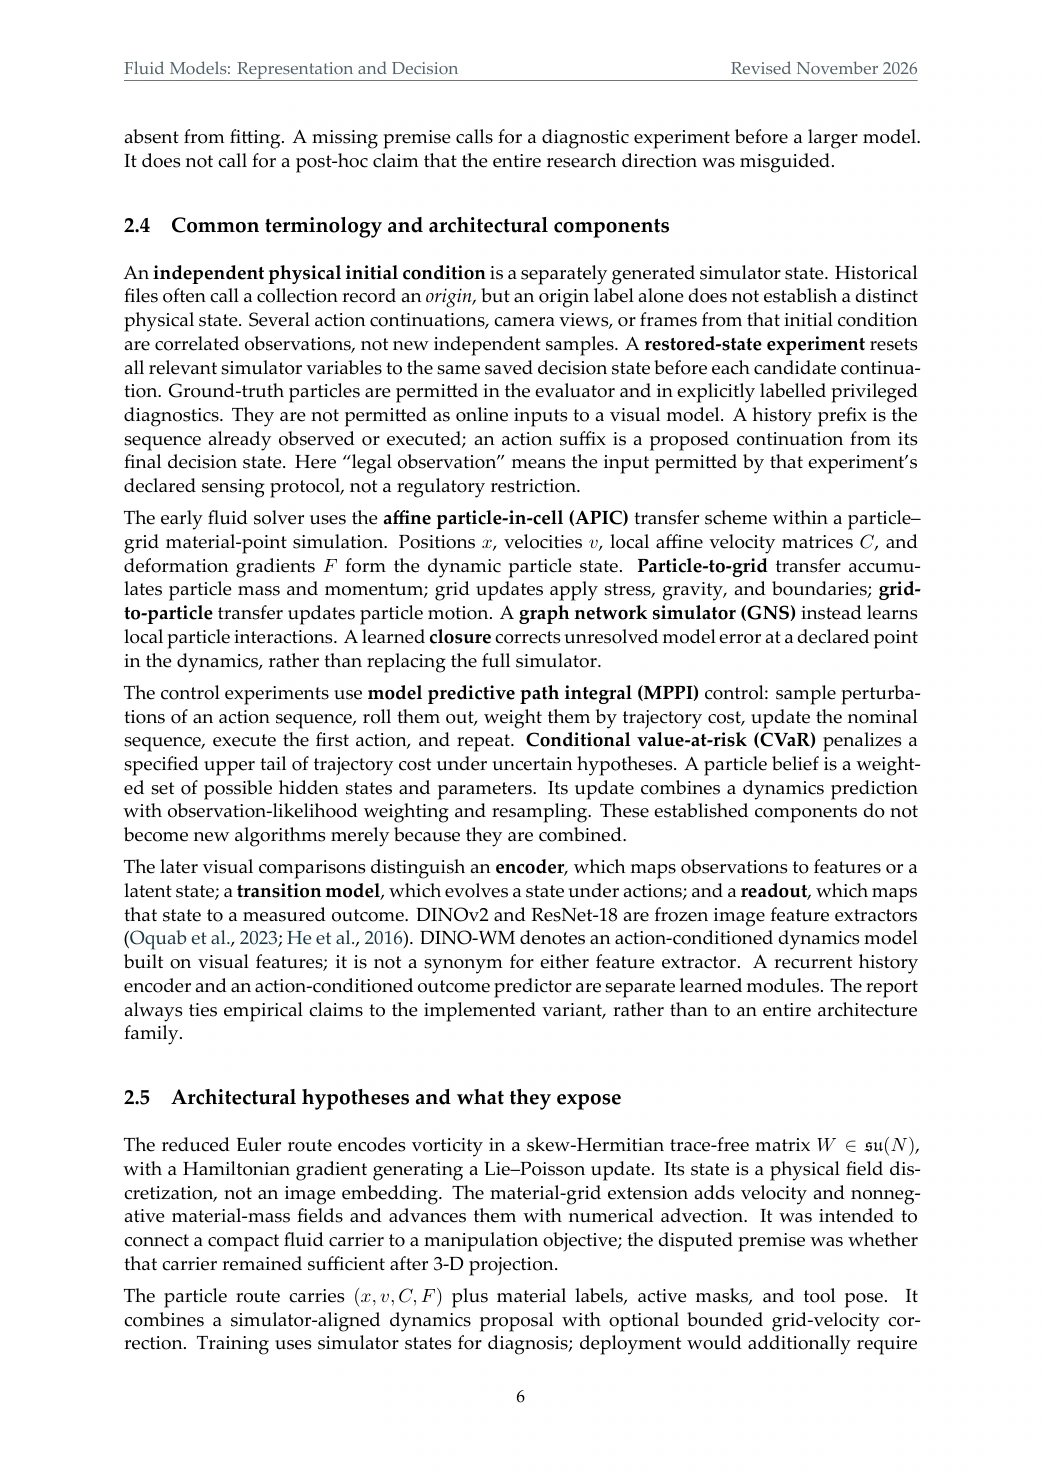 Fluid Models: Representation and Decision Revised November 2026
absent from fitting. A missing premise calls for a diagnostic experiment before a larger model.
It does not call for a post-hoc claim that the entire research direction was misguided.
2.4 Common terminology and architectural components
An independent physical initial condition is a separately generated simulator state. Historical
files often call a collection record an origin, but an origin label alone does not establish a distinct
physical state. Several action continuations, camera views, or frames from that initial condition
are correlated observations, not new independent samples. A restored-state experiment resets
all relevant simulator variables to the same saved decision state before each candidate continua-
tion. Ground-truth particles are permitted in the evaluator and in explicitly labelled privileged
diagnostics. They are not permitted as online inputs to a visual model. A history prefix is the
sequence already observed or executed; an action suffix is a proposed continuation from its
final decision state. Here “legal observation” means the input permitted by that experiment’s
declared sensing protocol, not a regulatory restriction.
The early fluid solver uses the affine particle-in-cell (APIC) transfer scheme within a particle–
grid material-point simulation. Positions x, velocities v, local affine velocity matrices C, and
deformation gradients F form the dynamic particle state. Particle-to-grid transfer accumu-
lates particle mass and momentum; grid updates apply stress, gravity, and boundaries; grid-
to-particle transfer updates particle motion. A graph network simulator (GNS) instead learns
local particle interactions. A learned closure corrects unresolved model error at a declared point
in the dynamics, rather than replacing the full simulator.
The control experiments use model predictive path integral (MPPI) control: sample perturba-
tions of an action sequence, roll them out, weight them by trajectory cost, update the nominal
sequence, execute the first action, and repeat. Conditional value-at-risk (CVaR) penalizes a
specified upper tail of trajectory cost under uncertain hypotheses. A particle belief is a weight-
ed set of possible hidden states and parameters. Its update combines a dynamics prediction
with observation-likelihood weighting and resampling. These established components do not
become new algorithms merely because they are combined.
The later visual comparisons distinguish an encoder, which maps observations to features or a
latent state; a transition model, which evolves a state under actions; and a readout, which maps
that state to a measured outcome. DINOv2 and ResNet-18 are frozen image feature extractors
(Oquab et al., 2023; He et al., 2016). DINO-WM denotes an action-conditioned dynamics model
built on visual features; it is not a synonym for either feature extractor. A recurrent history
encoder and an action-conditioned outcome predictor are separate learned modules. The report
always ties empirical claims to the implemented variant, rather than to an entire architecture
family.
2.5 Architectural hypotheses and what they expose
The reduced Euler route encodes vorticity in a skew-Hermitian trace-free matrix W ∈ 𝔰𝔲(N),
with a Hamiltonian gradient generating a Lie–Poisson update. Its state is a physical field dis-
cretization, not an image embedding. The material-grid extension adds velocity and nonneg-
ative material-mass fields and advances them with numerical advection. It was intended to
connect a compact fluid carrier to a manipulation objective; the disputed premise was whether
that carrier remained sufficient after 3-D projection.
The particle route carries (x, v, C, F) plus material labels, active masks, and tool pose. It
combines a simulator-aligned dynamics proposal with optional bounded grid-velocity cor-
rection. Training uses simulator states for diagnosis; deployment would additionally require
6